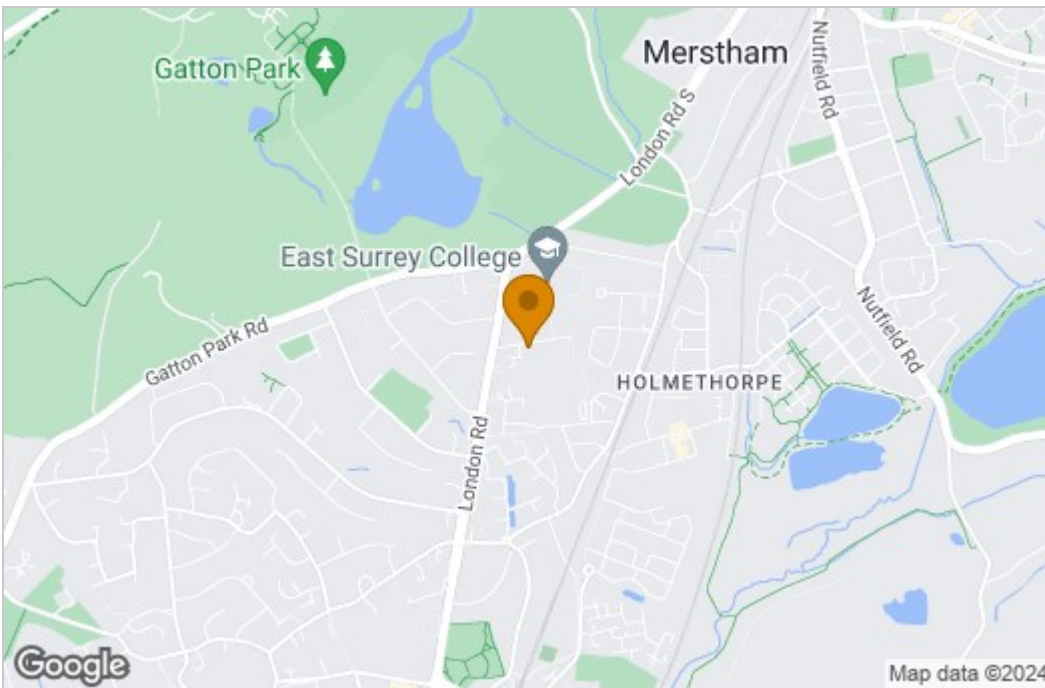 Gatton Park
Merstham
Nutfield Rd
London Rd S
East Surrey College
Gatton Park Rd
Nutfield Rd
HOLMETHORPE
London Rd
Google
Map data ©2024